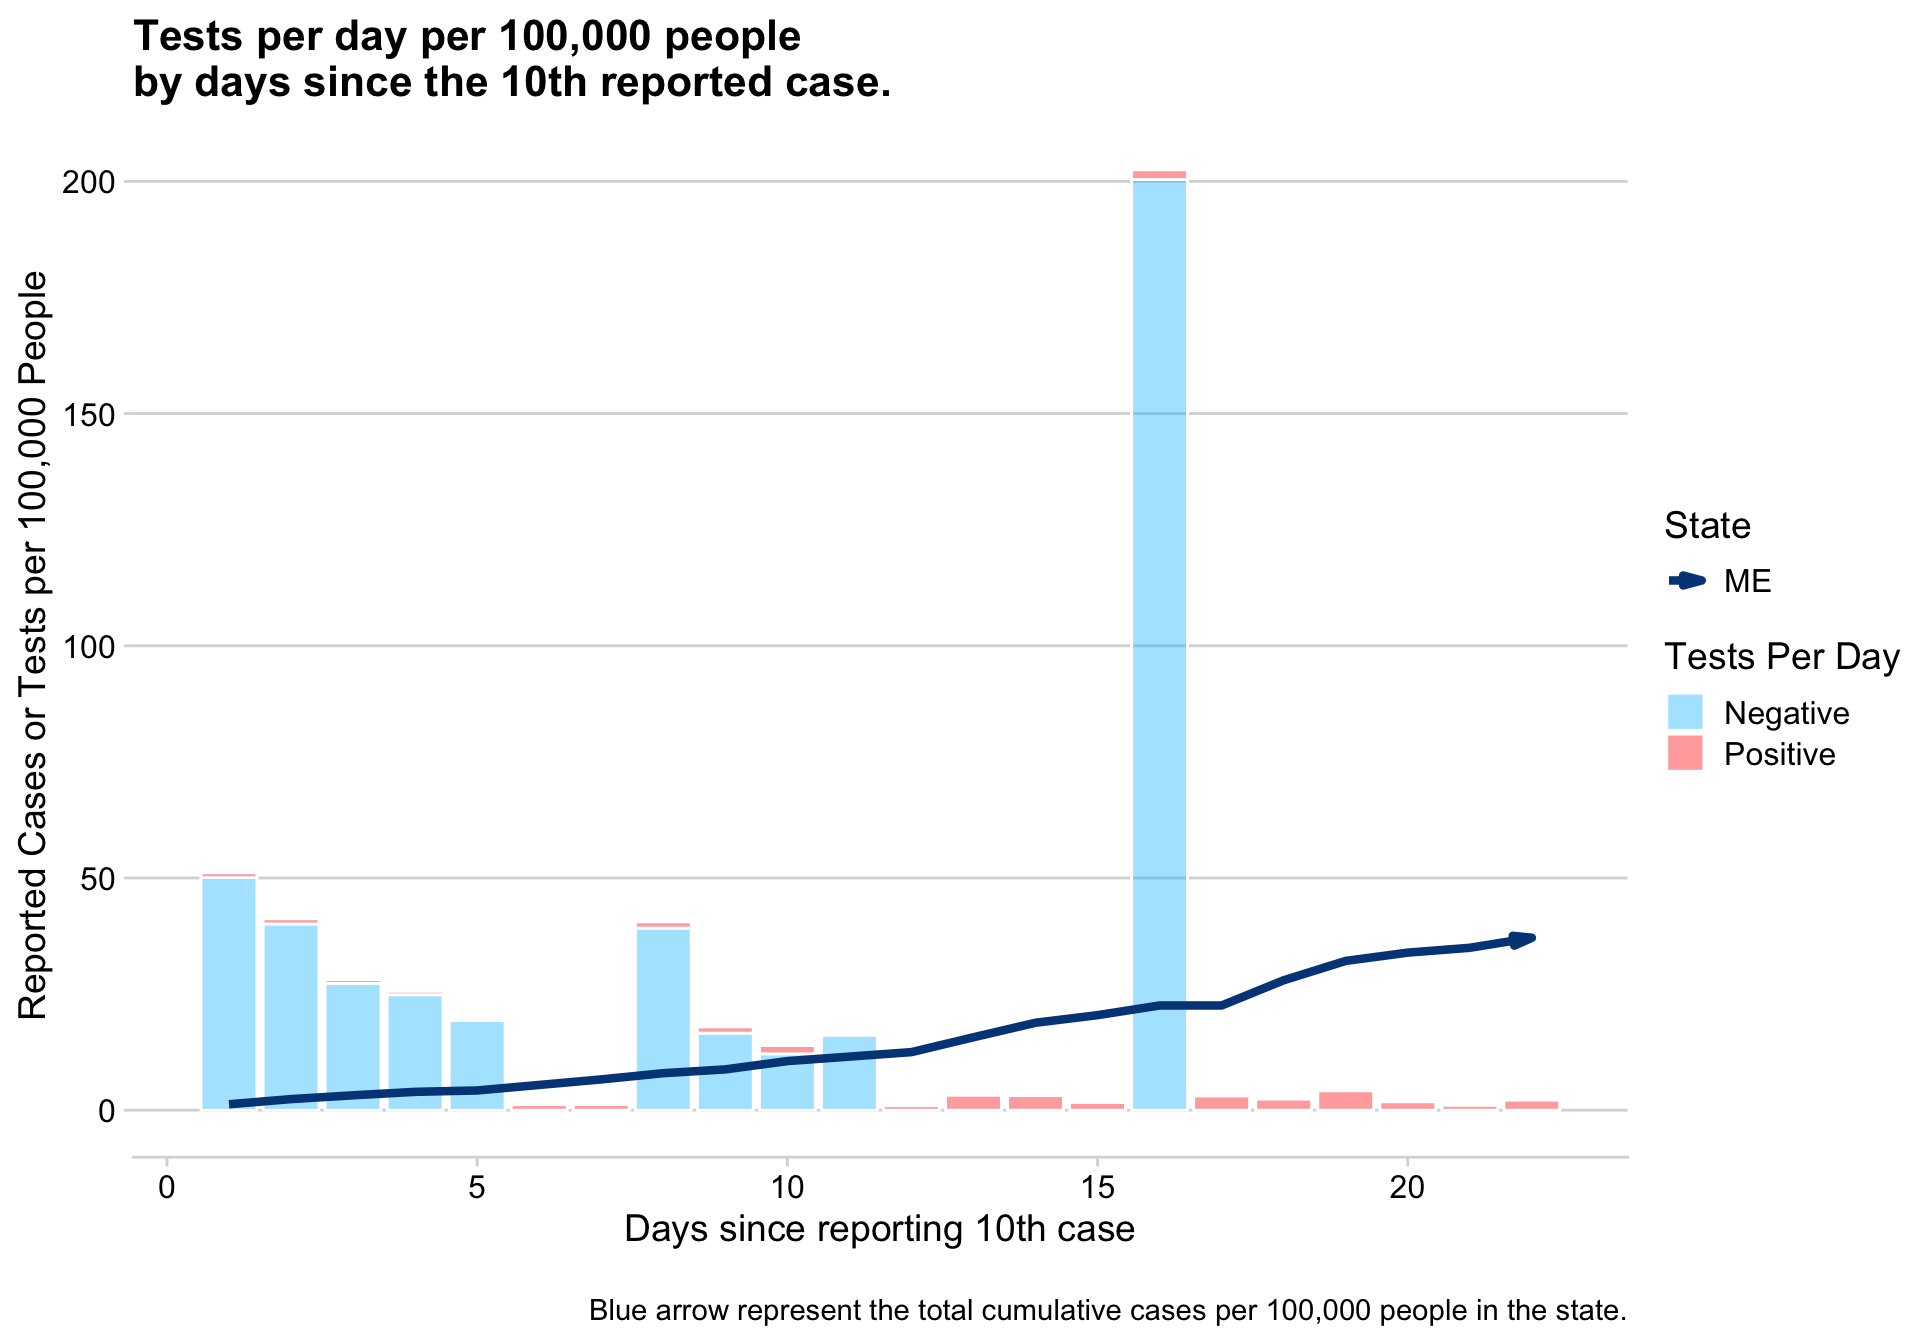 Tests per day per 100,000 people
by days since the 10th reported case.
Reported Cases or Tests per 100,000 People
200
150
100
50
0
0
5
10
15
20
Days since reporting 10th case
State
ME
Tests Per Day
Negative
Positive
Blue arrow represent the total cumulative cases per 100,000 people in the state.